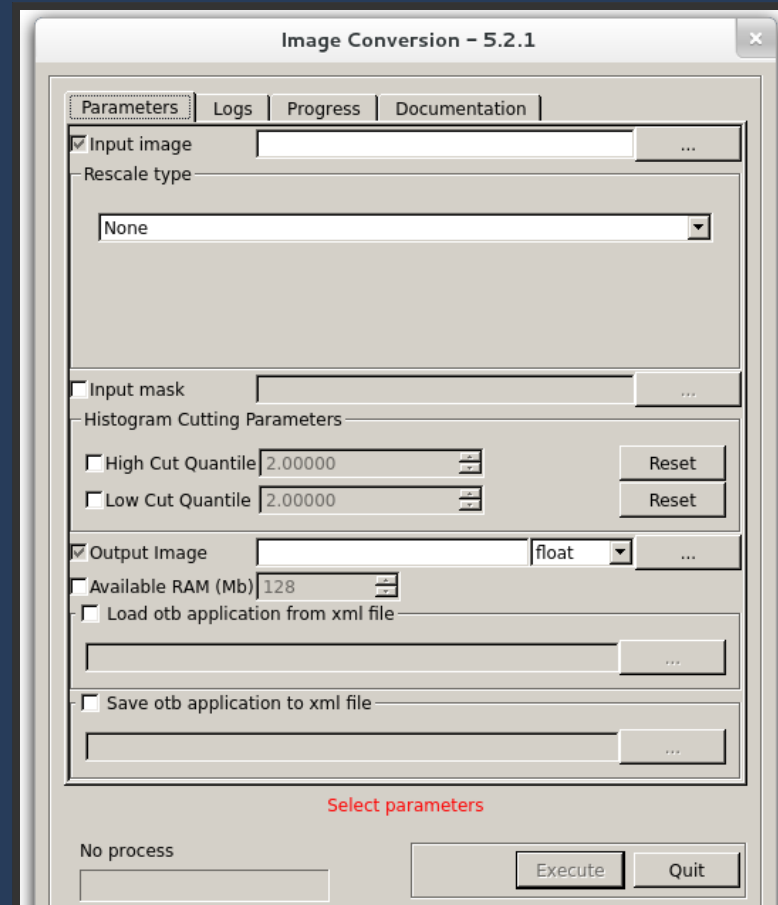 Image Conversion – 5.2.1
Parameters Logs Progress Documentation
Input image ...
Rescale type
None
Input mask ...
Histogram Cutting Parameters
High Cut Quantile 2.00000 Reset
Low Cut Quantile 2.00000 Reset
Output Image float ...
Available RAM (Mb) 128
Load otb application from xml file
...
Save otb application to xml file
...
Select parameters
No process
Execute Quit